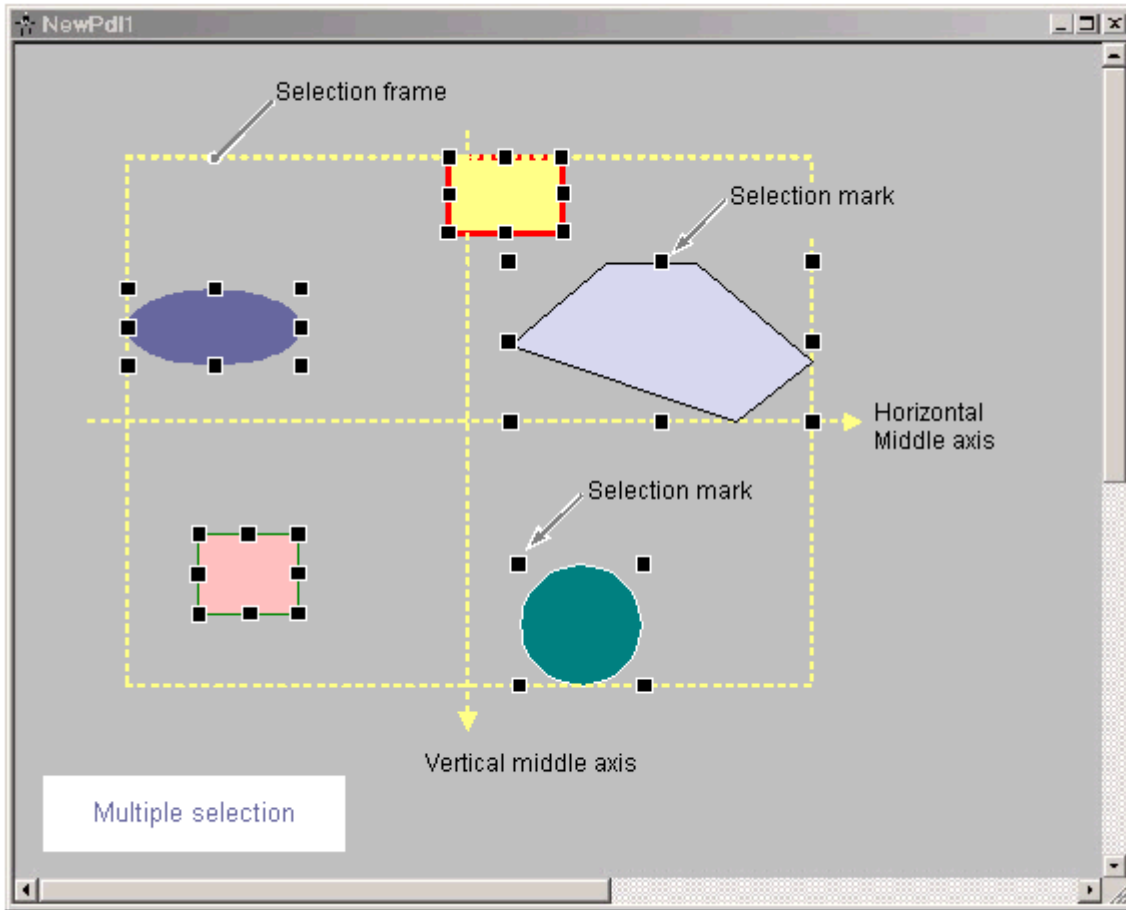 NewPdl1
Selection frame
Selection mark
Horizontal
Middle axis
Selection mark
Vertical middle axis
Multiple selection